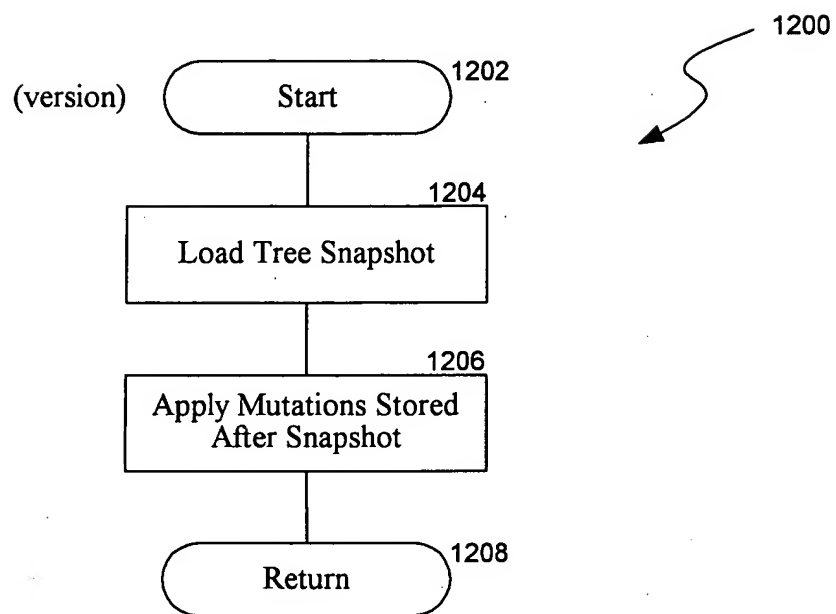 1200
1202
(version)
Start
1204
Load Tree Snapshot
1206
Apply Mutations Stored
After Snapshot
1208
Return